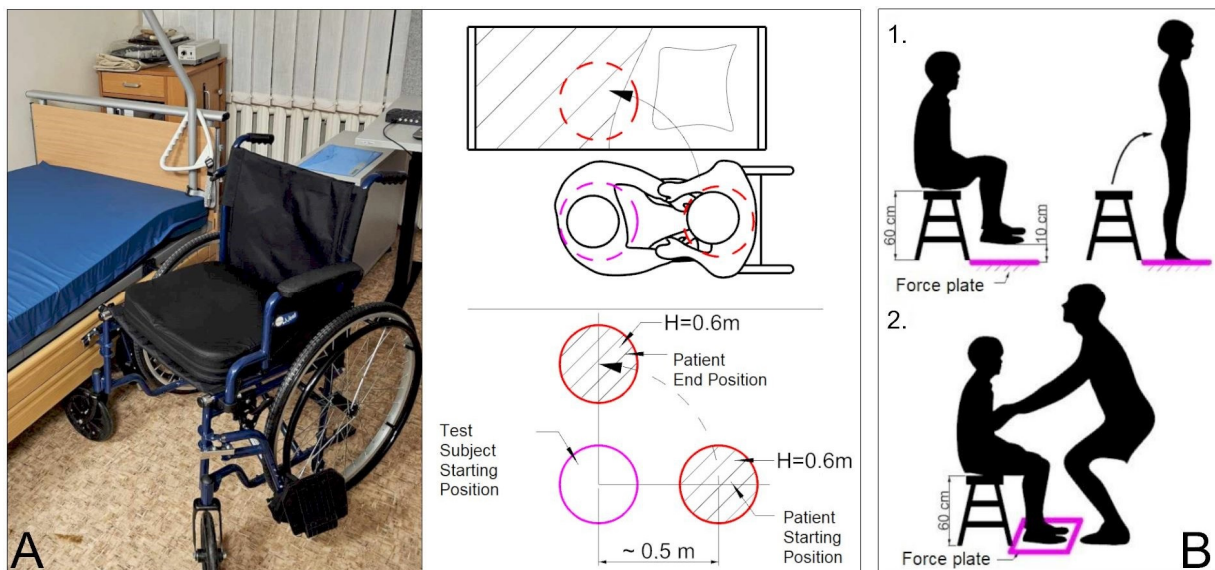 A
H=0.6m
Patient
End Position
Test
Subject
Starting
Position
H=0.6m
Patient
Starting
Position
~ 0.5 m
1.
60 cm
10 cm
Force plate
2.
60 cm
Force plate
B